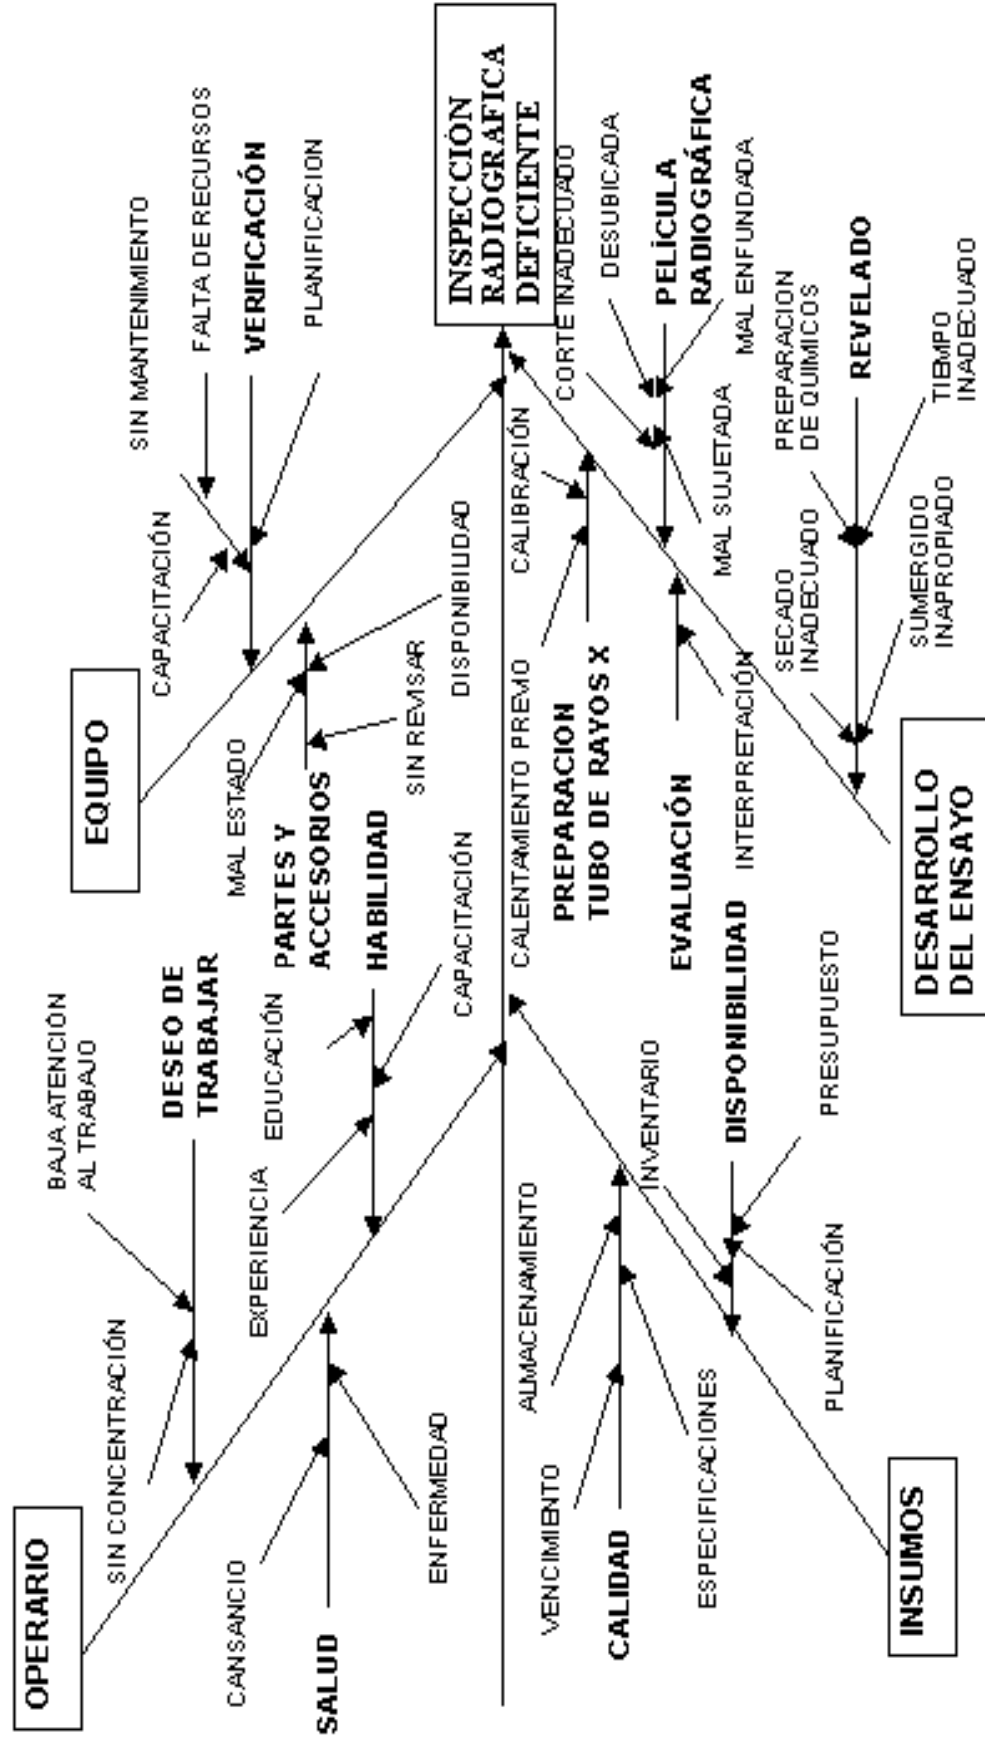 OPERARIO
EQUIPO
SIN CONCENTRACIÓN
BAJA ATENCIÓN
AL TRABAJO
DESEO DE
TRABAJAR
CAPACITACIÓN
SIN MANTENIMIENTO
FALTA DE RECURSOS
VERIFICACIÓN
PLANIFICACION
CANSANCIO
SALUD
ENFERMEDAD
EXPERIENCIA
EDUCACIÓN
HABILIDAD
CAPACITACIÓN
MAL ESTADO
PARTES Y
ACCESORIOS
SIN REVISAR
DISPONIBILIDAD
INSPECCIÓN
RADIOGRAFICA
DEFICIENTE
VENCIMIENTO
CALIDAD
ALMACENAMIENTO
ESPECIFICACIONES
INVENTARIO
DISPONIBILIDAD
PRESUPUESTO
PLANIFICACIÓN
CALENTAMIENTO PREVIO
CALIBRACIÓN
PREPARACION
TUBO DE RAYOS X
EVALUACIÓN
INTERPRETACIÓN
CORTE INADECUADO
DESUBICADA
PELÍCULA
RADIOGRÁFICA
MAL SUJETADA
MAL ENFUNDADA
SECADO
INADECUADO
PREPARACION
DE QUIMICOS
REVELADO
SUMERGIDO
INAPROPIADO
TIEMPO
INADECUADO
INSUMOS
DESARROLLO
DEL ENSAYO